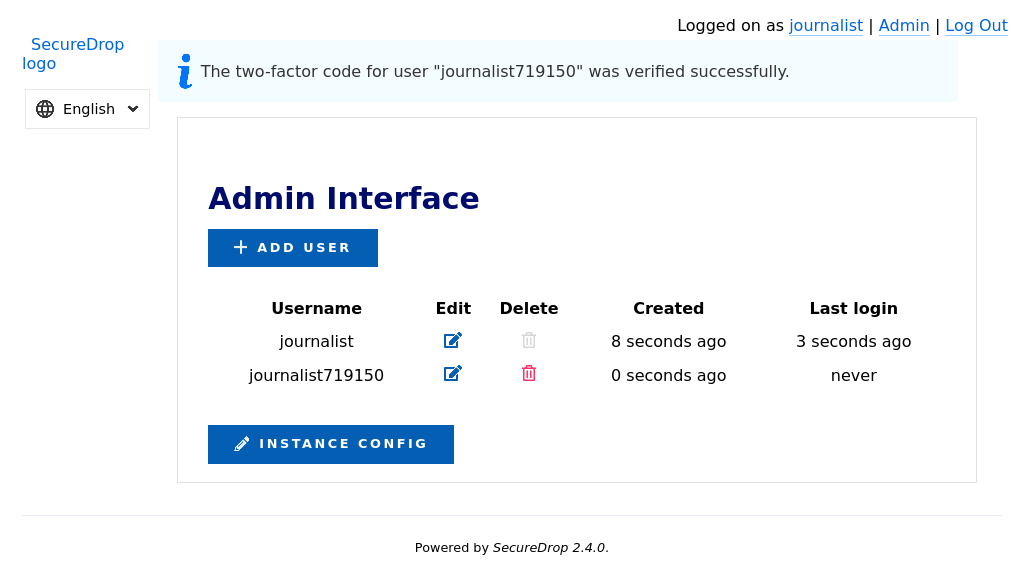 Logged on as journalist | Admin | Log Out
SecureDrop
logo
English
The two-factor code for user "journalist719150" was verified successfully.
Admin Interface
ADD USER
Username Edit Delete Created Last login
journalist 8 seconds ago 3 seconds ago
journalist719150 0 seconds ago never
INSTANCE CONFIG
Powered by SecureDrop 2.4.0.